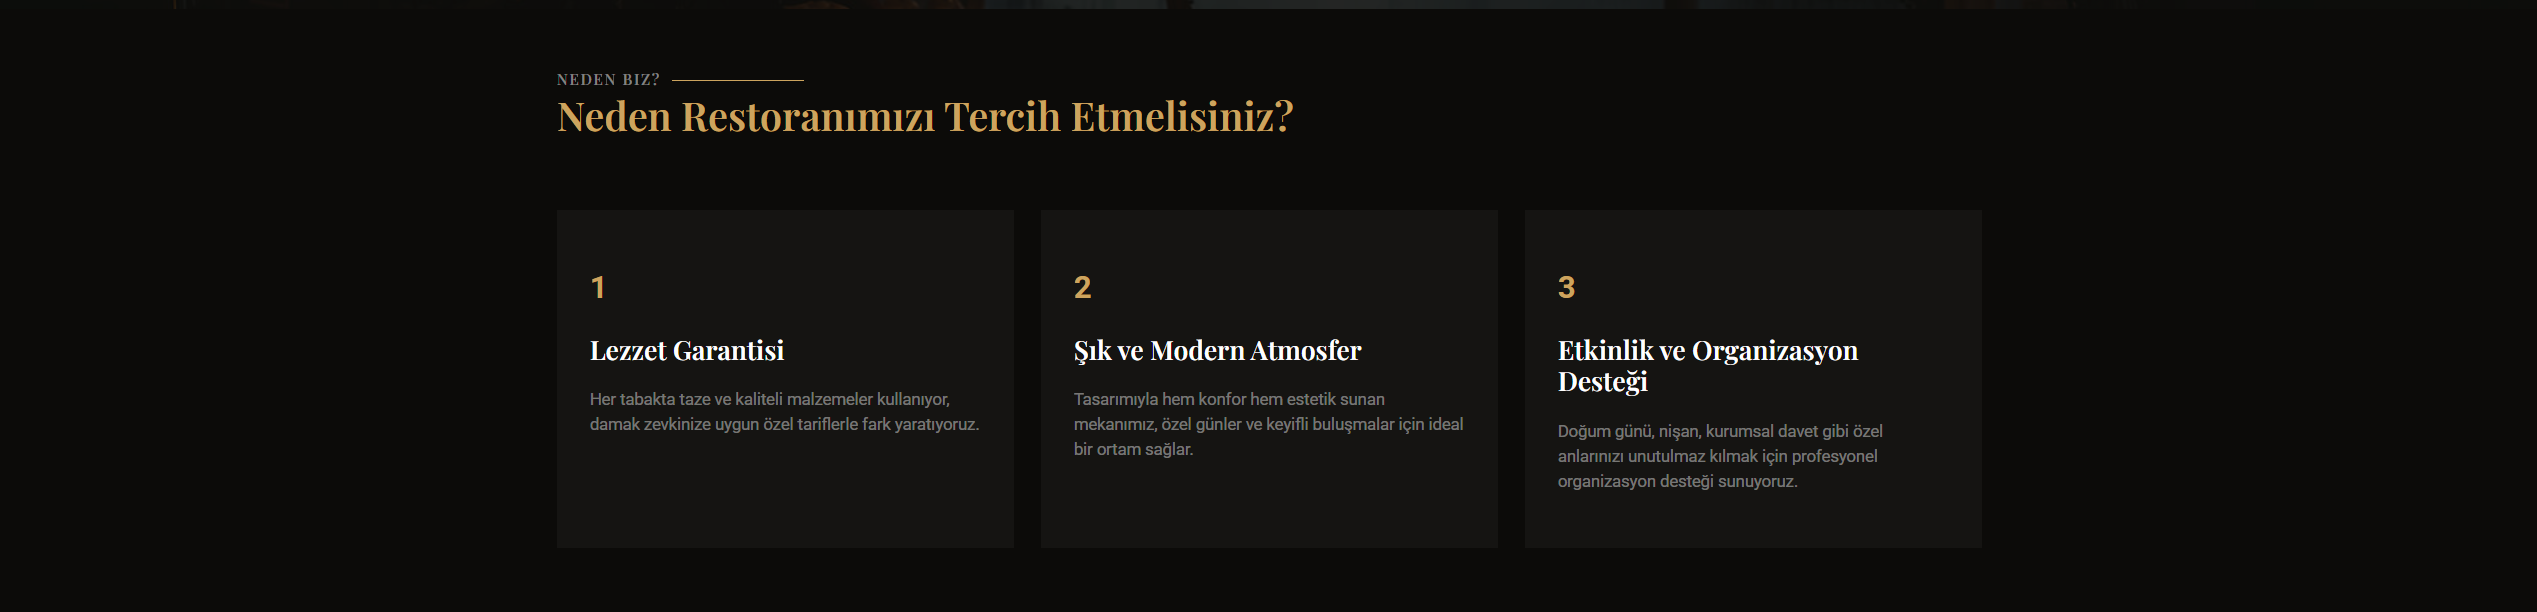 NEDEN BIZ?
Neden Restoranımızı Tercih Etmelisiniz?
1
Lezzet Garantisi
Her tabakta taze ve kaliteli malzemeler kullanıyor,
damak zevkinize uygun özel tariflerle fark yaratıyoruz.
2
Şık ve Modern Atmosfer
Tasarımıyla hem konfor hem estetik sunan
mekanımız, özel günler ve keyifli buluşmalar için ideal
bir ortam sağlar.
3
Etkinlik ve Organizasyon
Desteği
Doğum günü, nişan, kurumsal davet gibi özel
anlarınızı unutulmaz kılmak için profesyonel
organizasyon desteği sunuyoruz.